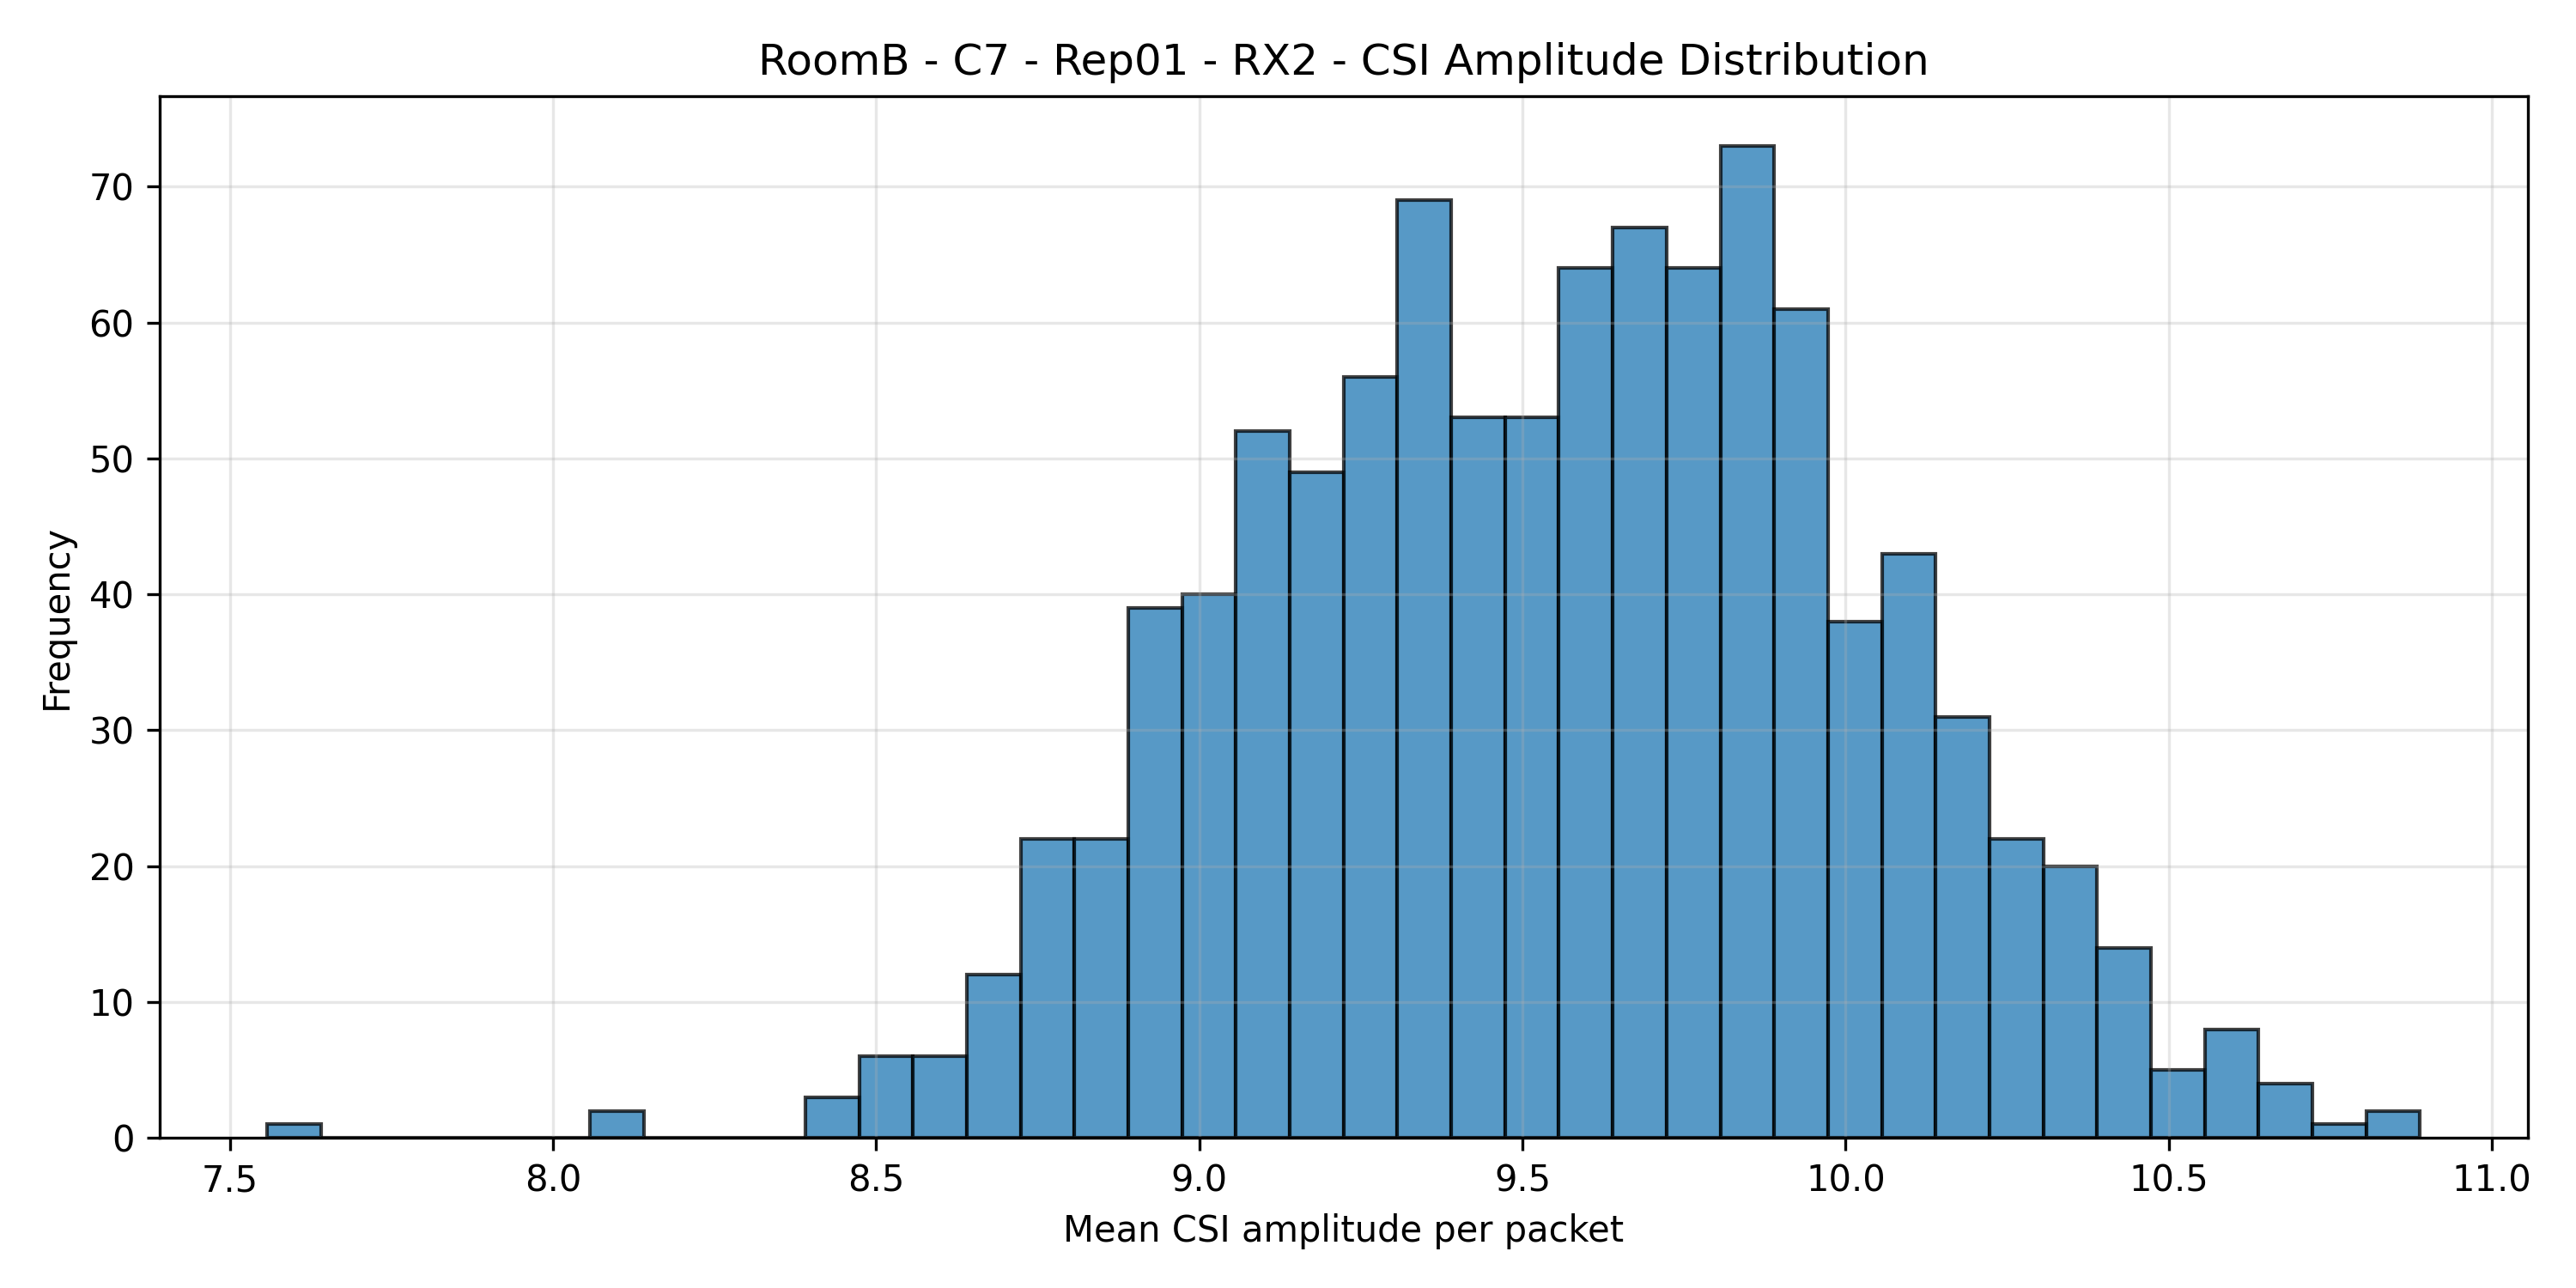 RoomB - C7 - Rep01 - RX2 - CSI Amplitude Distribution
Frequency
70
60
50
40
30
20
10
0
7.5 8.0 8.5 9.0 9.5 10.0 10.5 11.0
Mean CSI amplitude per packet